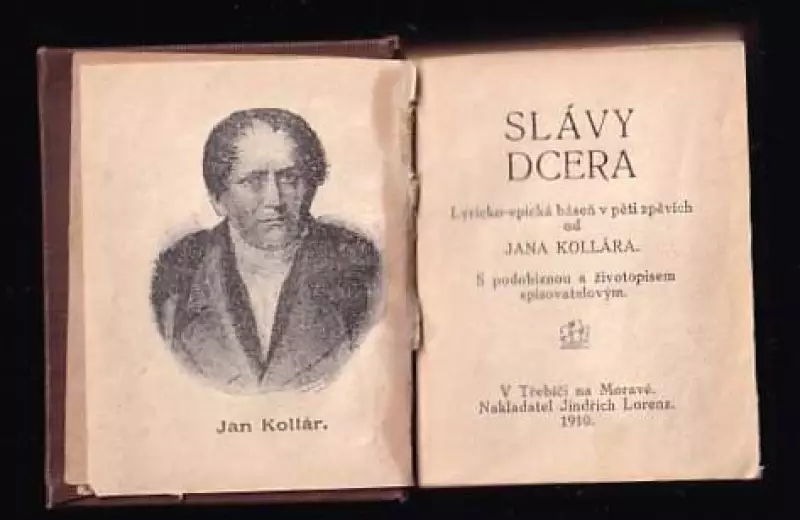 Jan Kollár.
SLÁVY
DCERA
Lyricko-epická báseň v pěti zpěvích
od
JANA KOLLÁRA.
S podobiznou a životopisem
spisovatelovým.
V Třebíči na Moravě.
Nakladatel Jindřich Lorenz.
1910.